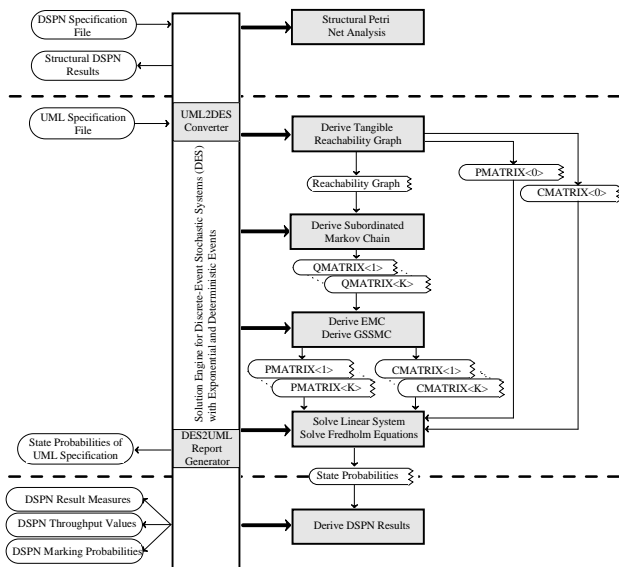 DSPN Specification
File
Structural DSPN
Results
Structural Petri
Net Analysis
UML Specification
File
UML2DES
Converter
Derive Tangible
Reachability Graph
PMATRIX<0>
CMATRIX<0>
Reachability Graph
Derive Subordinated
Markov Chain
QMATRIX<1>
QMATRIX<K>
Solution Engine for Discrete-Event Stochastic Systems (DES)
with Exponential and Deterministic Events
Derive EMC
Derive GSSMC
PMATRIX<1>
PMATRIX<K>
CMATRIX<1>
CMATRIX<K>
Solve Linear System
Solve Fredholm Equations
DES2UML
Report
Generator
State Probabilities of
UML Specification
State Probabilities
DSPN Result Measures
DSPN Throughput Values
DSPN Marking Probabilities
Derive DSPN Results